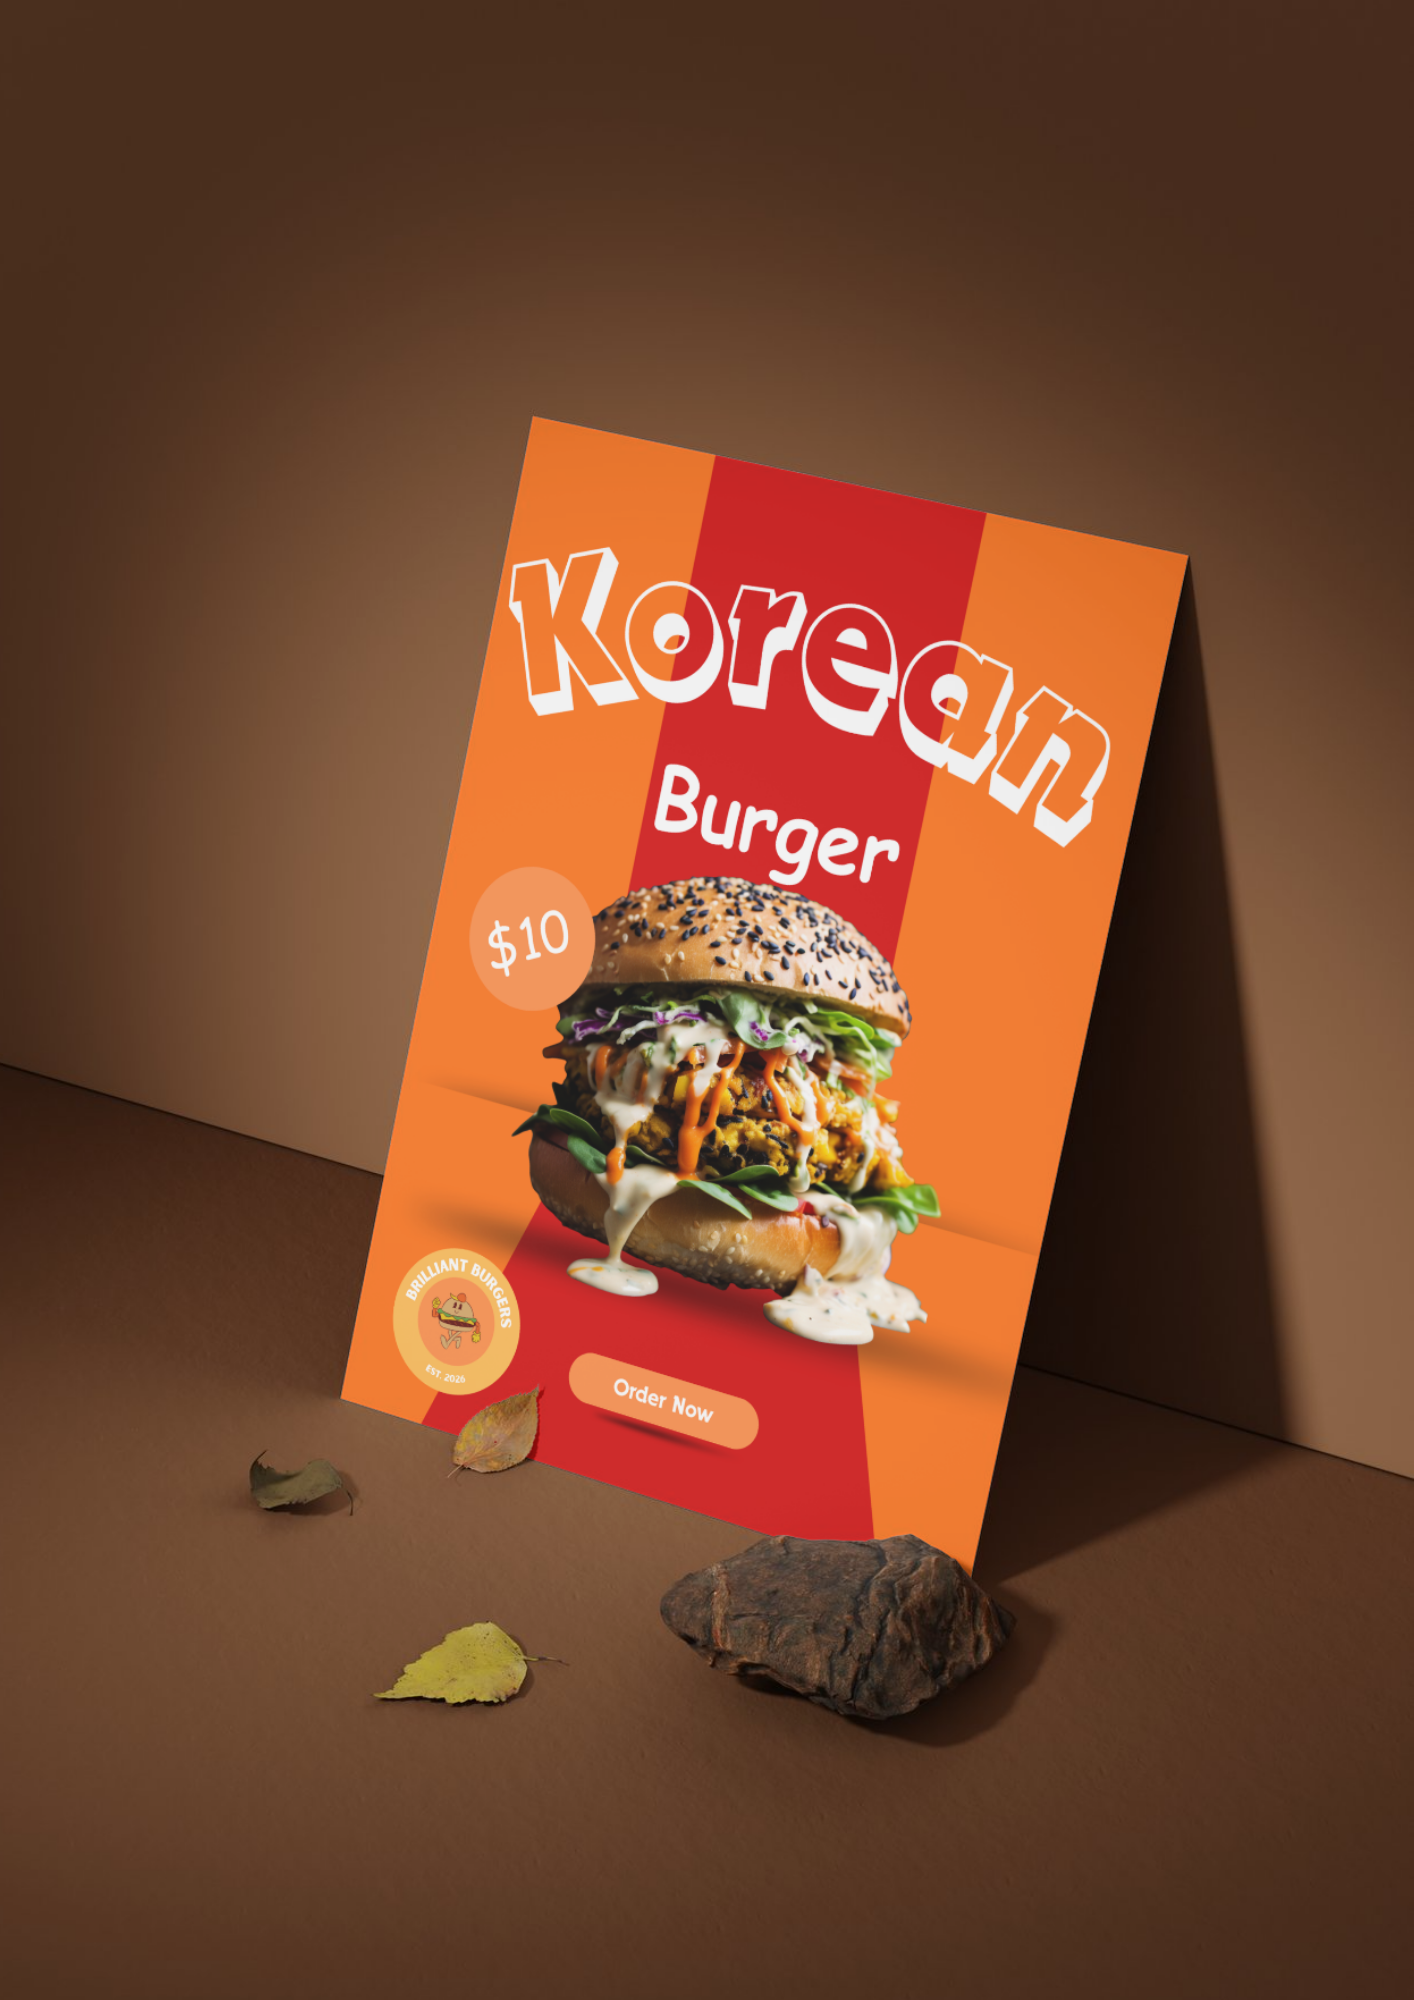 Korean
Burger
$10
BRILLIANT BURGERS
EST. 2026
Order Now